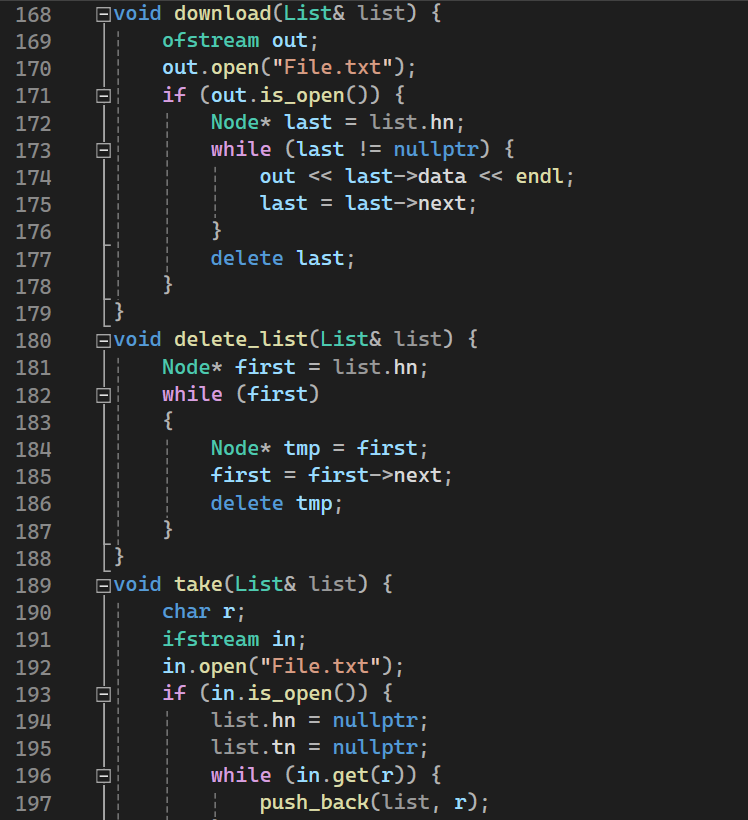 168 void download(List& list) {
169     ofstream out;
170     out.open("File.txt");
171     if (out.is_open()) {
172         Node* last = list.hn;
173         while (last != nullptr) {
174             out << last->data << endl;
175             last = last->next;
176         }
177         delete last;
178     }
179 }
180 void delete_list(List& list) {
181     Node* first = list.hn;
182     while (first)
183     {
184         Node* tmp = first;
185         first = first->next;
186         delete tmp;
187     }
188 }
189 void take(List& list) {
190     char r;
191     ifstream in;
192     in.open("File.txt");
193     if (in.is_open()) {
194         list.hn = nullptr;
195         list.tn = nullptr;
196         while (in.get(r)) {
197             push_back(list, r);